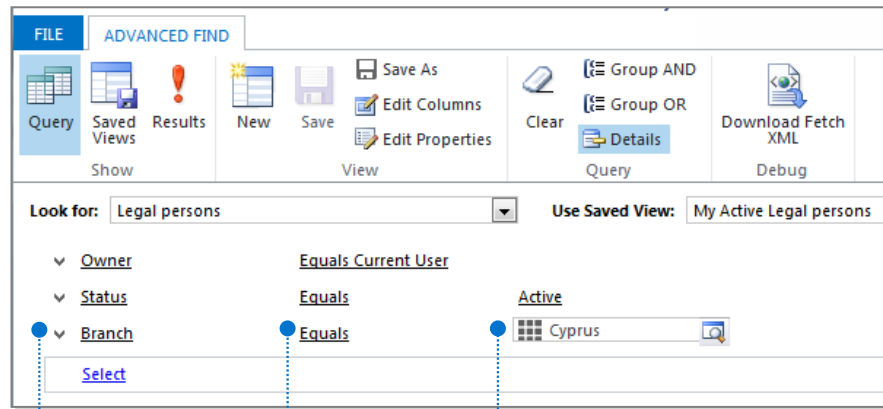 FILE ADVANCED FIND
Query Saved Views Results New Save Save As Edit Columns Edit Properties Clear Group AND Group OR Details Download Fetch XML
Show View Query Debug
Look for: Legal persons Use Saved View: My Active Legal persons
Owner Equals Current User
Status Equals Active
Branch Equals Cyprus
Select